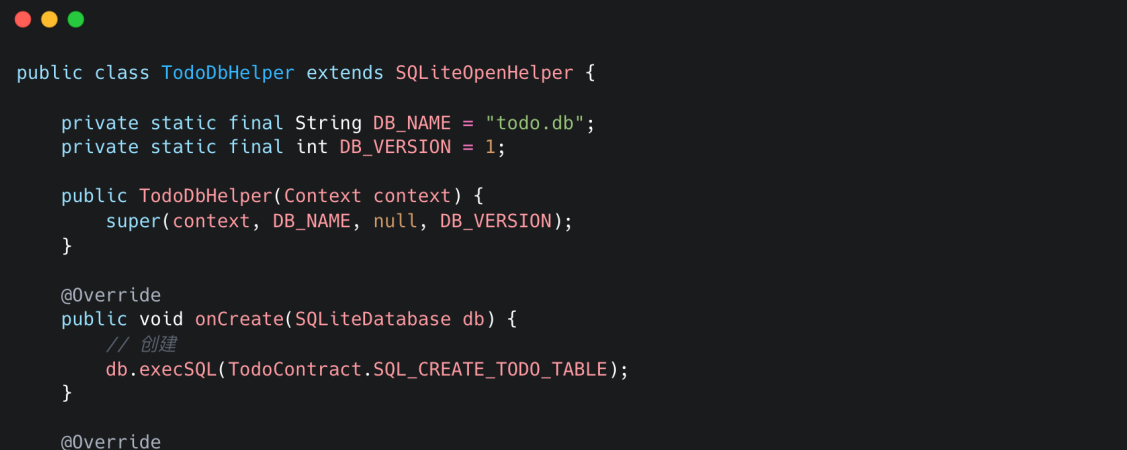 public class TodoDbHelper extends SQLiteOpenHelper {
private static final String DB_NAME = "todo.db";
private static final int DB_VERSION = 1;
public TodoDbHelper(Context context) {
super(context, DB_NAME, null, DB_VERSION);
}
@Override
public void onCreate(SQLiteDatabase db) {
// 创建
db.execSQL(TodoContract.SQL_CREATE_TODO_TABLE);
}
@Override